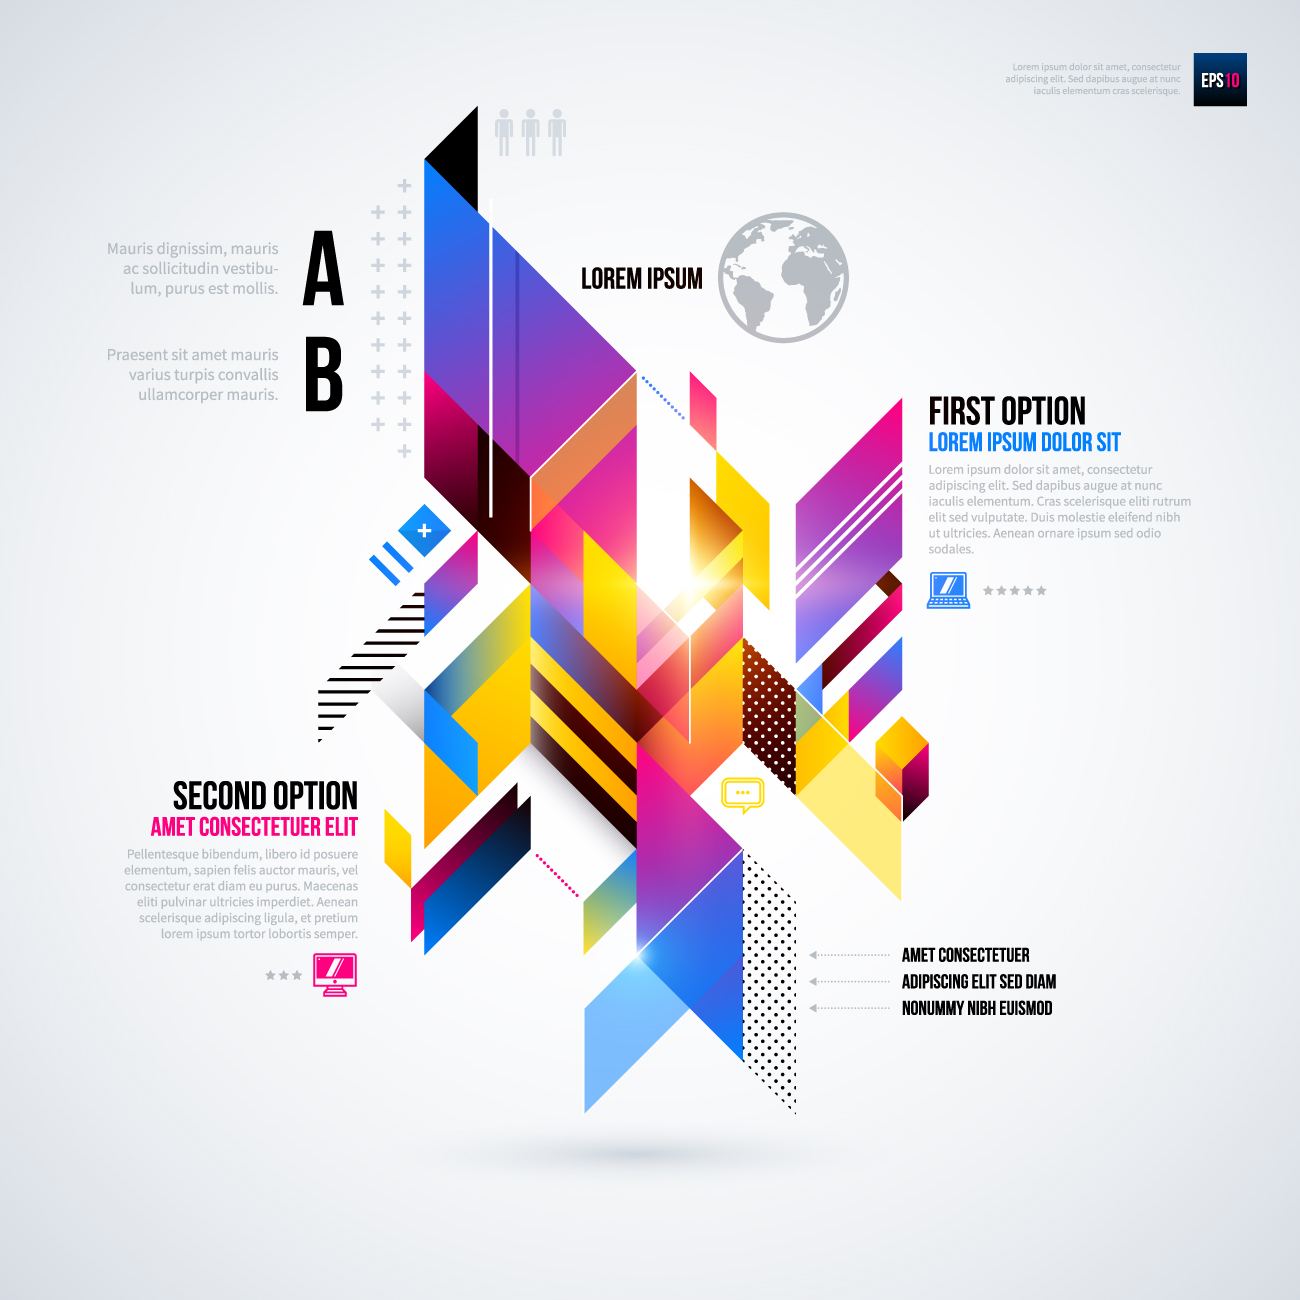 Lorem ipsum dolor sit amet, consectetur
adipiscing elit. Sed dapibus augue at nunc
iaculis elementum cras scelerisque.
EPS10
Mauris dignissim, mauris
ac sollicitudin vestibu-
lum, purus est mollis.
A
LOREM IPSUM
Praesent sit amet mauris
varius turpis convallis
ullamcorper mauris.
B
FIRST OPTION
LOREM IPSUM DOLOR SIT
Lorem ipsum dolor sit amet, consectetur
adipiscing elit. Sed dapibus augue at nunc
iaculis elementum. Cras scelerisque eliti rutrum
elit sed vulputate. Duis molestie eleifend nibh
ut ultricies. Aenean ornare ipsum sed odio
sodales.
SECOND OPTION
AMET CONSECTETUER ELIT
Pellentesque bibendum, libero id posuere
elementum, sapien felis auctor mauris, vel
consectetur erat diam eu purus. Maecenas
eliti pulvinar ultricies imperdiet. Aenean
scelerisque adipiscing ligula, et pretium
lorem ipsum tortor lobortis semper.
AMET CONSECTETUER
ADIPISCING ELIT SED DIAM
NONUMMY NIBH EUISMOD